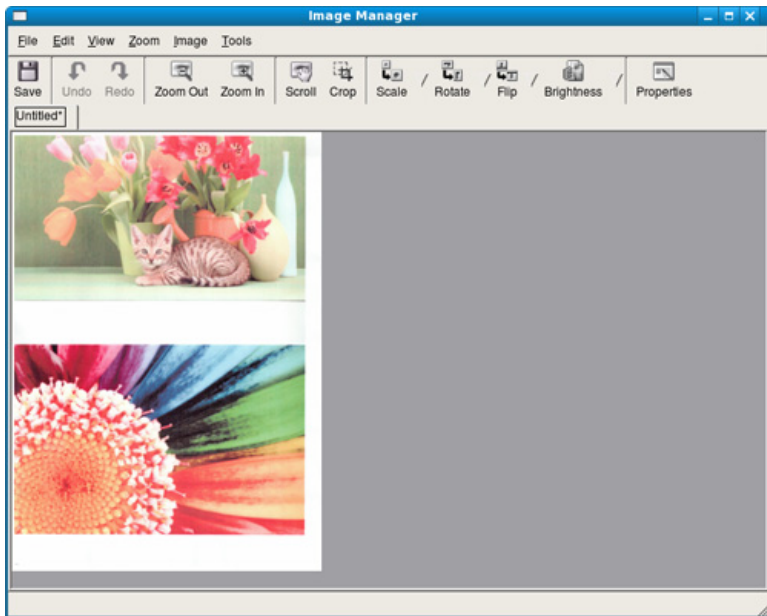 Image Manager
File Edit View Zoom Image Tools
Save Undo Redo Zoom Out Zoom In Scroll Crop Scale / Rotate / Flip / Brightness / Properties
Untitled*